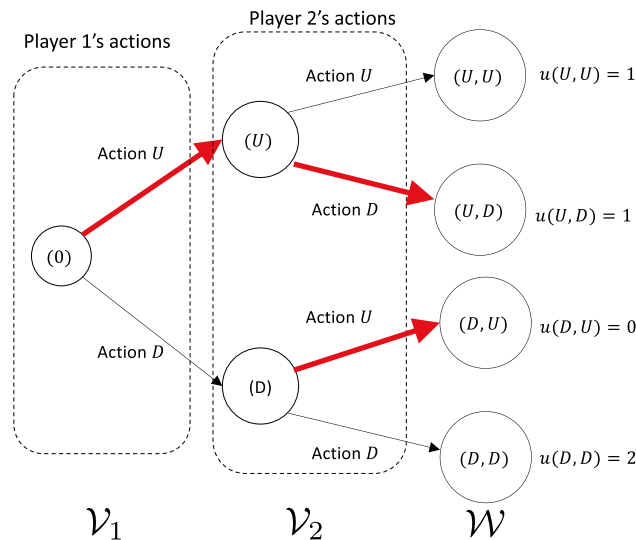 Player 1's actions
Player 2's actions
Action U
(U, U)
u(U, U) = 1
Action U
(U)
Action D
(U, D)
u(U, D) = 1
(0)
Action U
(D, U)
u(D, U) = 0
Action D
(D)
Action D
(D, D)
u(D, D) = 2
𝒱₁
𝒱₂
𝒲